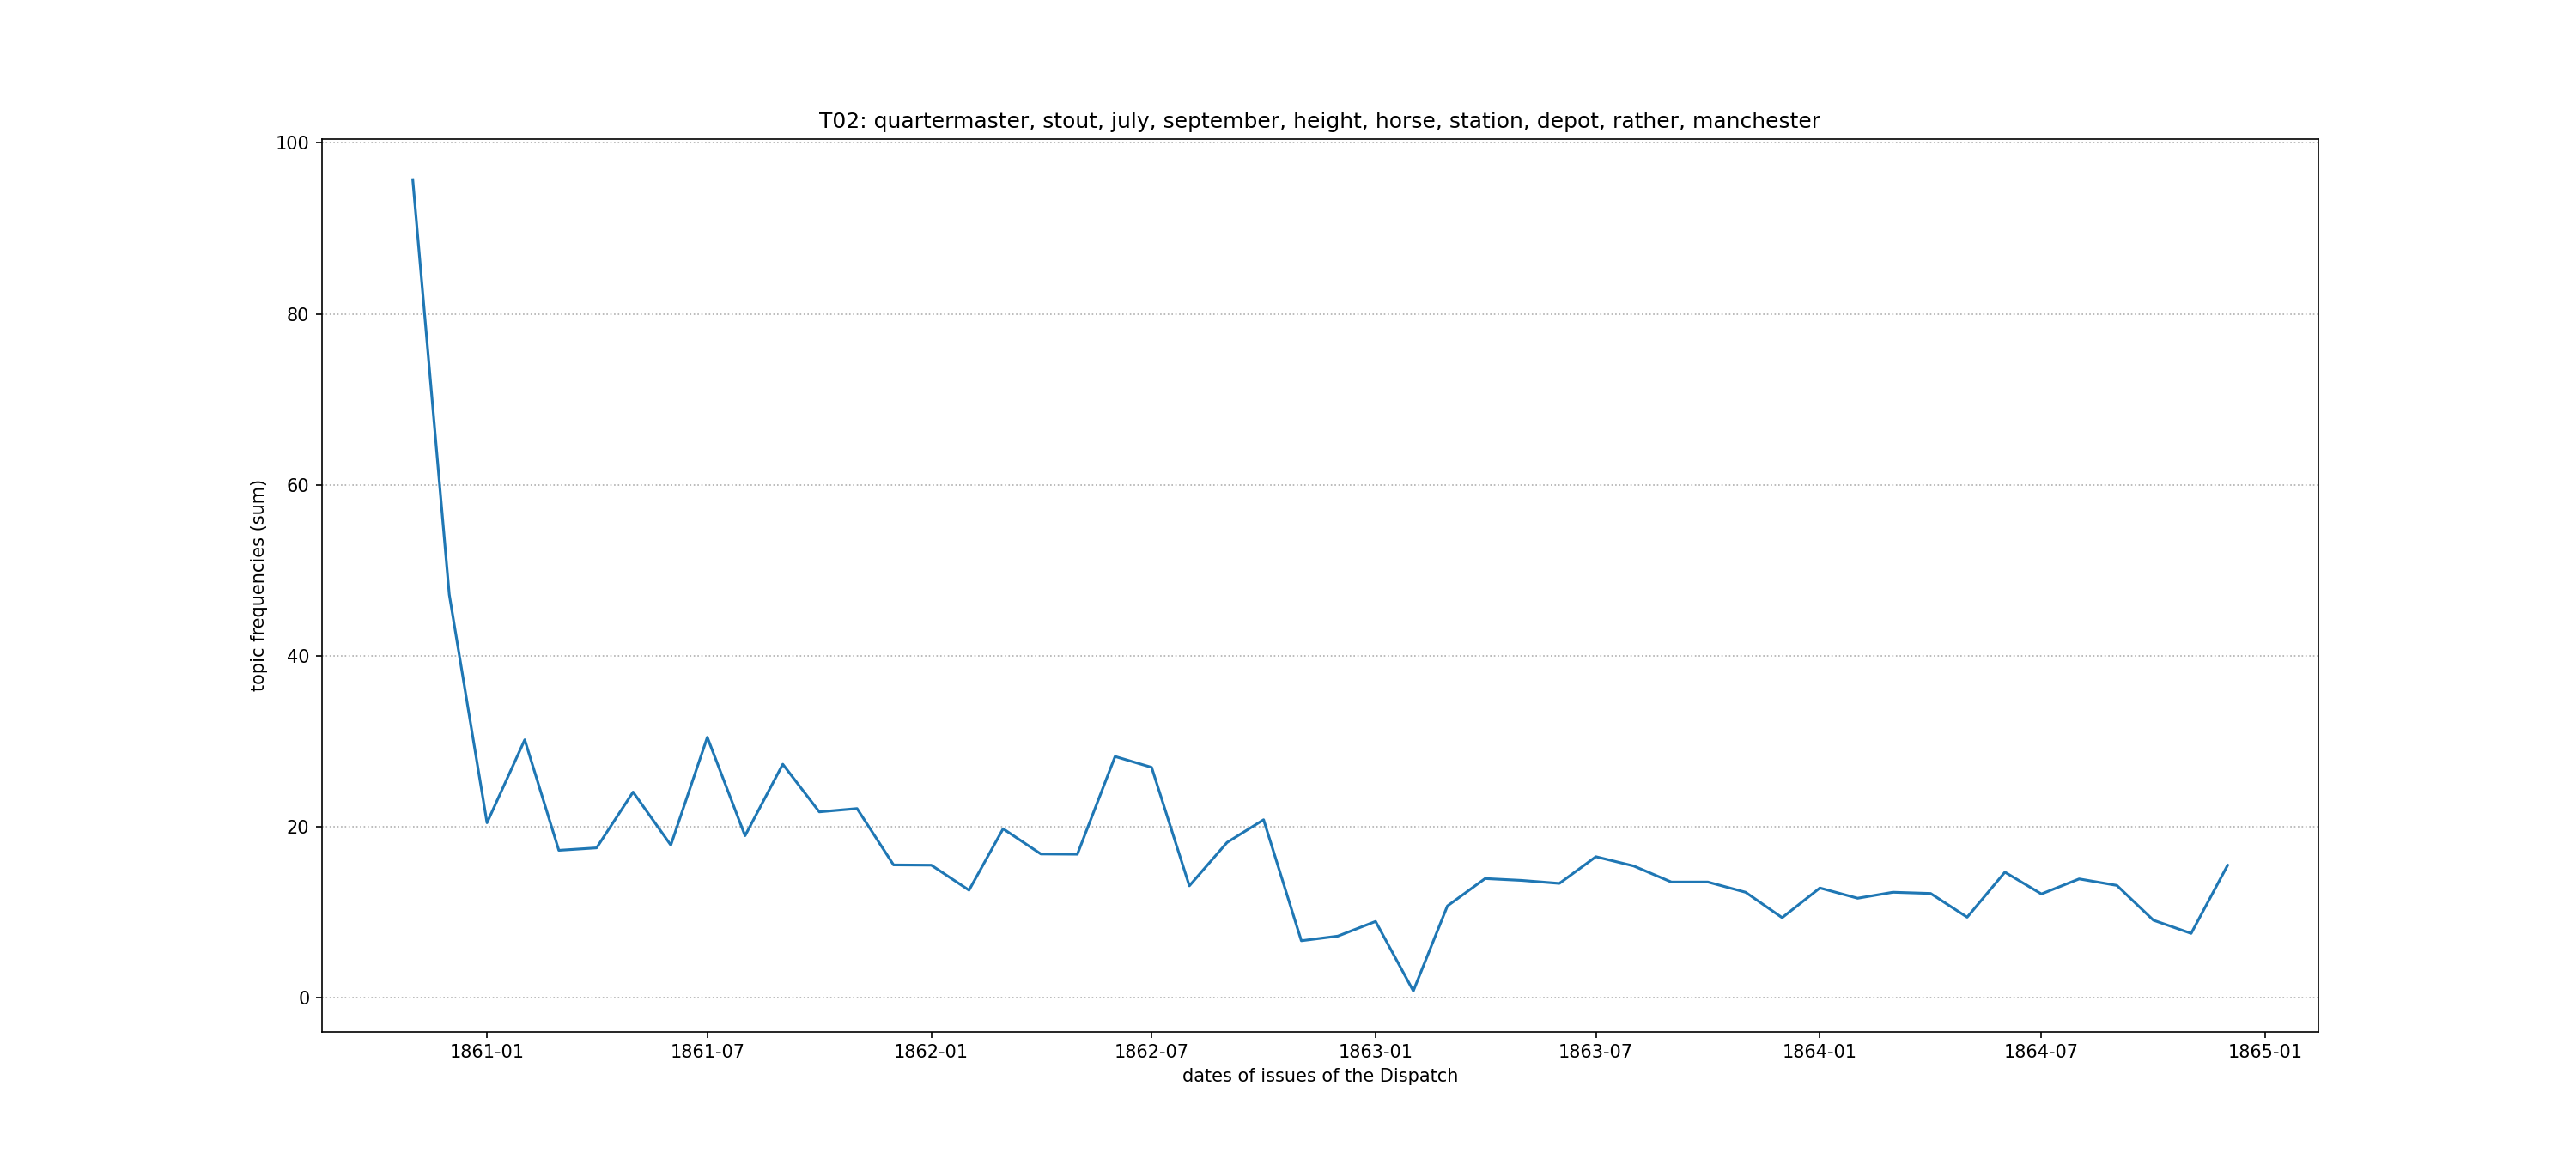 T02: quartermaster, stout, july, september, height, horse, station, depot, rather, manchester
100
80
60
40
20
0
topic frequencies (sum)
1861-01 1861-07 1862-01 1862-07 1863-01 1863-07 1864-01 1864-07 1865-01
dates of issues of the Dispatch